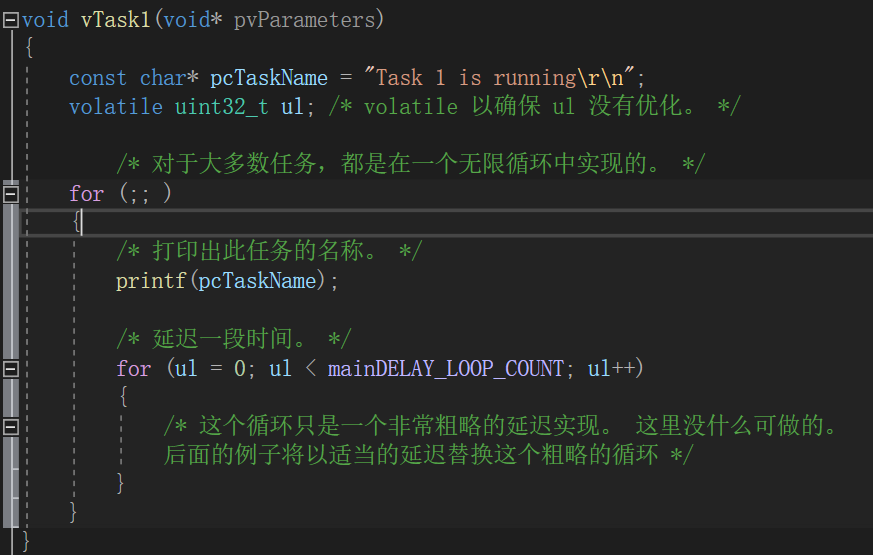 void vTask1(void* pvParameters)
{
const char* pcTaskName = "Task 1 is running\r\n";
volatile uint32_t ul; /* volatile 以确保 ul 没有优化。 */
/* 对于大多数任务，都是在一个无限循环中实现的。 */
for (;; )
{
/* 打印出此任务的名称。 */
printf(pcTaskName);
/* 延迟一段时间。 */
for (ul = 0; ul < mainDELAY_LOOP_COUNT; ul++)
{
/* 这个循环只是一个非常粗略的延迟实现。 这里没什么可做的。
后面的例子将以适当的延迟替换这个粗略的循环 */
}
}
}